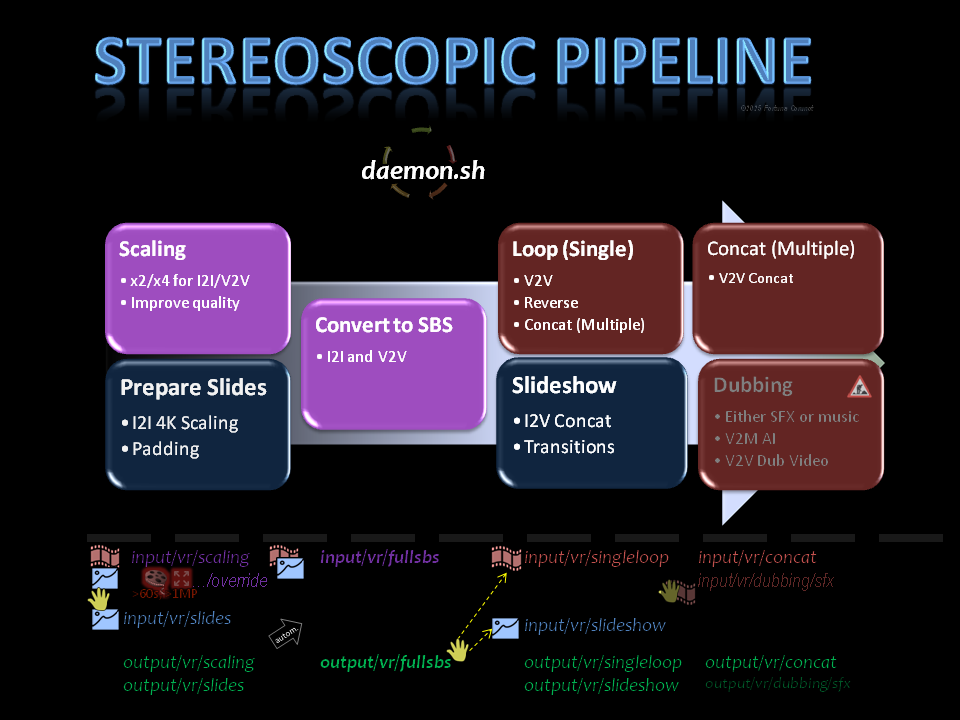 STEREOSCOPIC PIPELINE
©2025 Fortune Cookie
daemon.sh
Scaling
• x2/x4 for I2I/V2V
• Improve quality
Prepare Slides
• I2I 4K Scaling
• Padding
Convert to SBS
• I2I and V2V
Loop (Single)
• V2V
• Reverse
• Concat (Multiple)
Slideshow
• I2V Concat
• Transitions
Concat (Multiple)
• V2V Concat
Dubbing
• Either SFX or music
• V2M AI
• V2V Dub Video
input/vr/scaling
.../override
>60s
>1MP
input/vr/slides
input/vr/fullsbs
input/vr/singleloop
input/vr/slideshow
input/vr/concat
input/vr/dubbing/sfx
autom.
output/vr/scaling
output/vr/slides
output/vr/fullsbs
output/vr/singleloop
output/vr/slideshow
output/vr/concat
output/vr/dubbing/sfx